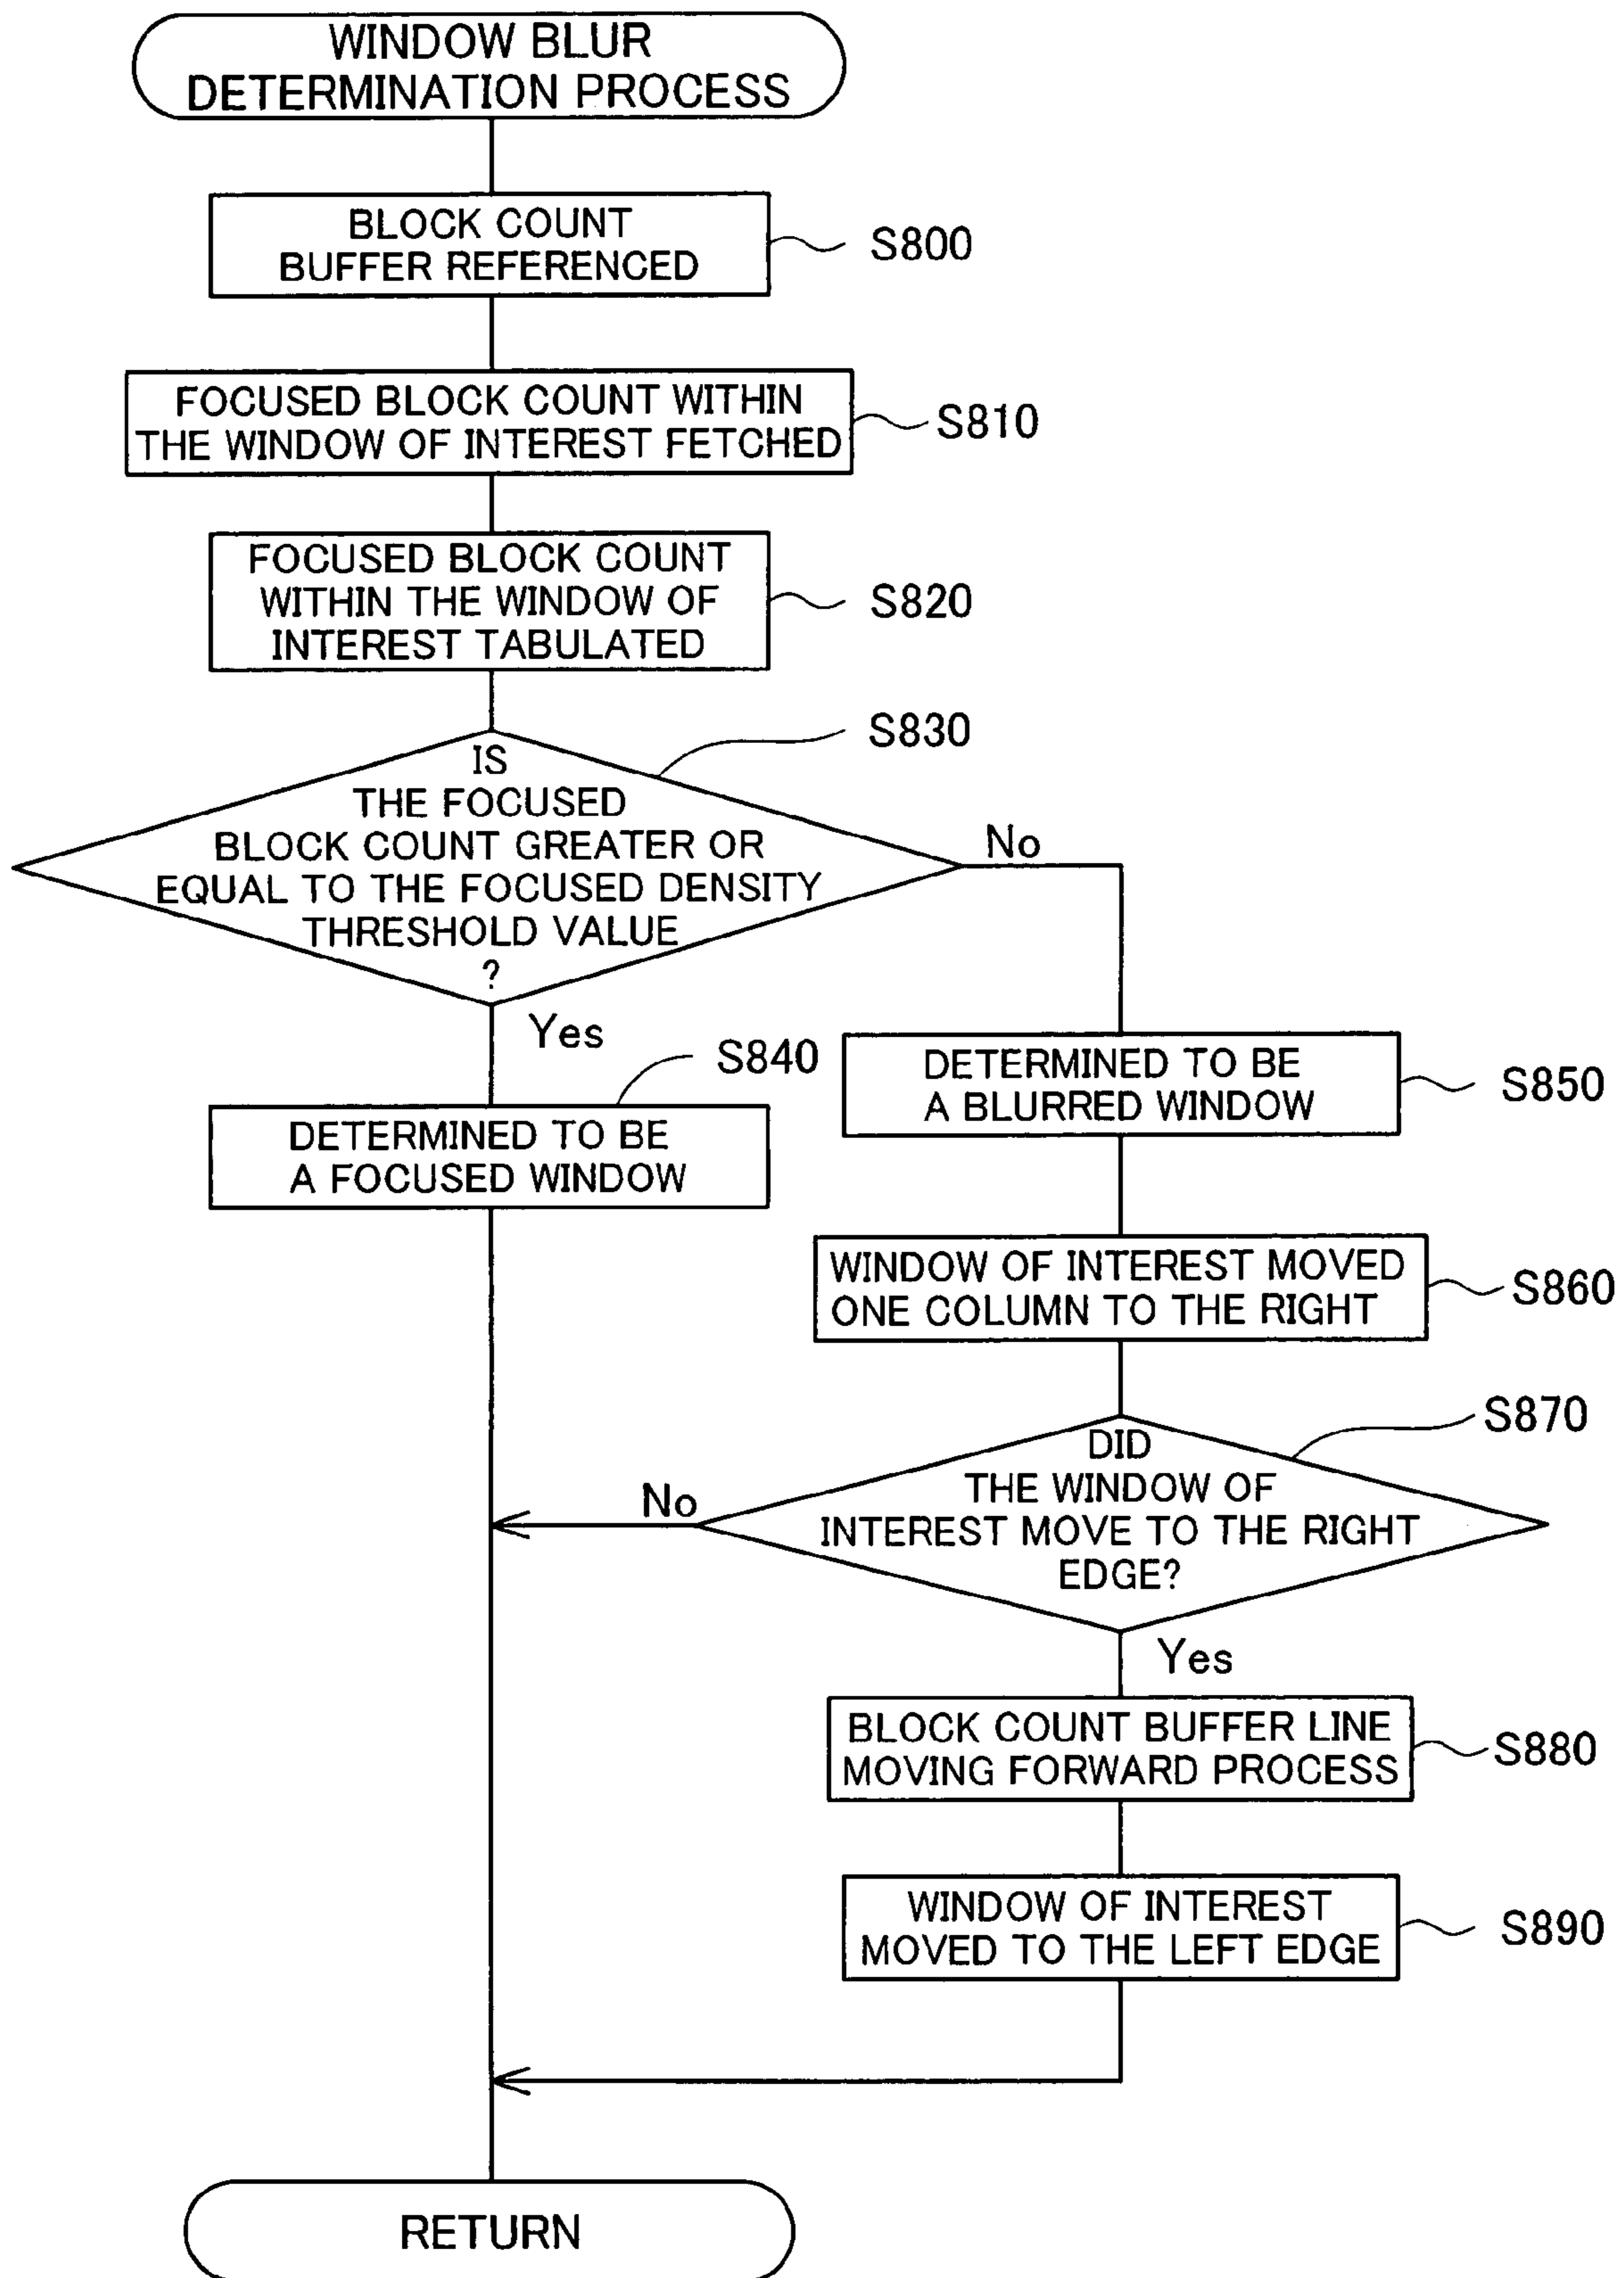 WINDOW BLUR
DETERMINATION PROCESS
BLOCK COUNT
BUFFER REFERENCED
S800
FOCUSED BLOCK COUNT WITHIN
THE WINDOW OF INTEREST FETCHED
S810
FOCUSED BLOCK COUNT
WITHIN THE WINDOW OF
INTEREST TABULATED
S820
S830
IS
THE FOCUSED
BLOCK COUNT GREATER OR
EQUAL TO THE FOCUSED DENSITY
THRESHOLD VALUE
?
No
Yes
S840
DETERMINED TO BE
A FOCUSED WINDOW
DETERMINED TO BE
A BLURRED WINDOW
S850
WINDOW OF INTEREST MOVED
ONE COLUMN TO THE RIGHT
S860
S870
DID
THE WINDOW OF
INTEREST MOVE TO THE RIGHT
EDGE?
No
Yes
BLOCK COUNT BUFFER LINE
MOVING FORWARD PROCESS
S880
WINDOW OF INTEREST
MOVED TO THE LEFT EDGE
S890
RETURN